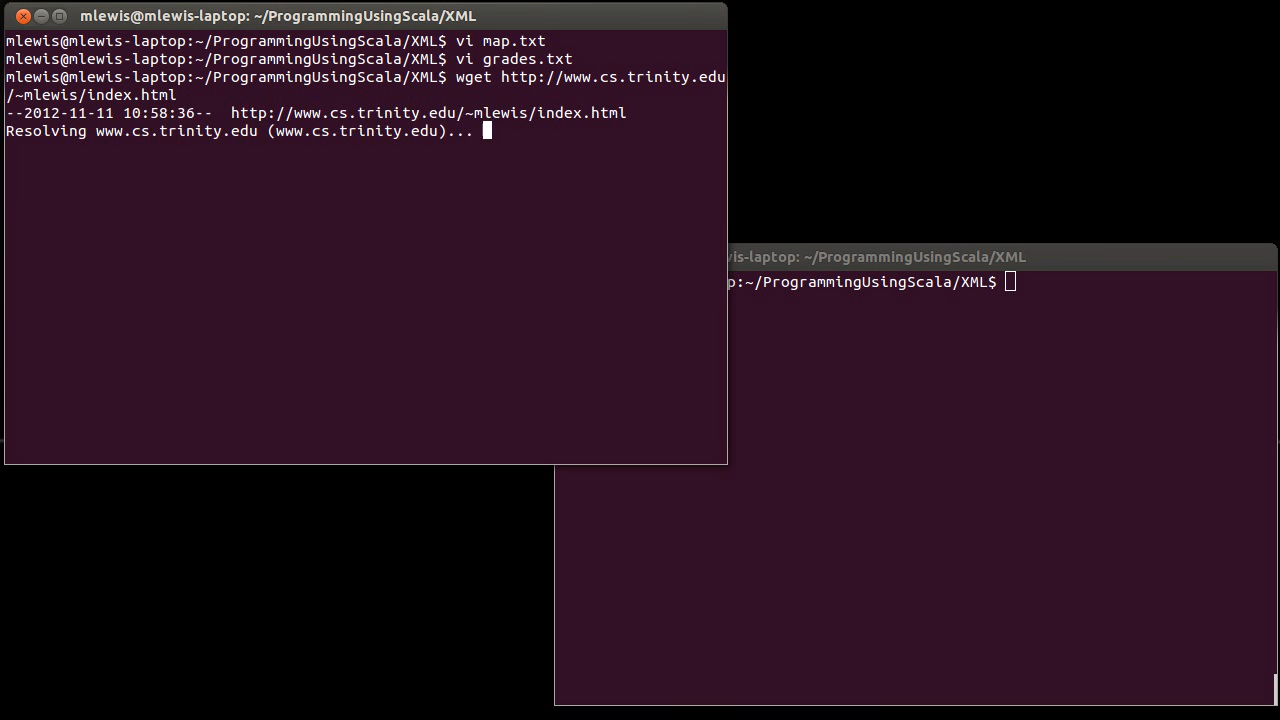 mlewis@mlewis-laptop: ~/ProgrammingUsingScala/XML
mlewis@mlewis-laptop:~/ProgrammingUsingScala/XML$ vi map.txt
mlewis@mlewis-laptop:~/ProgrammingUsingScala/XML$ vi grades.txt
mlewis@mlewis-laptop:~/ProgrammingUsingScala/XML$ wget http://www.cs.trinity.edu
/~mlewis/index.html
--2012-11-11 10:58:36--  http://www.cs.trinity.edu/~mlewis/index.html
Resolving www.cs.trinity.edu (www.cs.trinity.edu)...
is-laptop: ~/ProgrammingUsingScala/XML
p:~/ProgrammingUsingScala/XML$